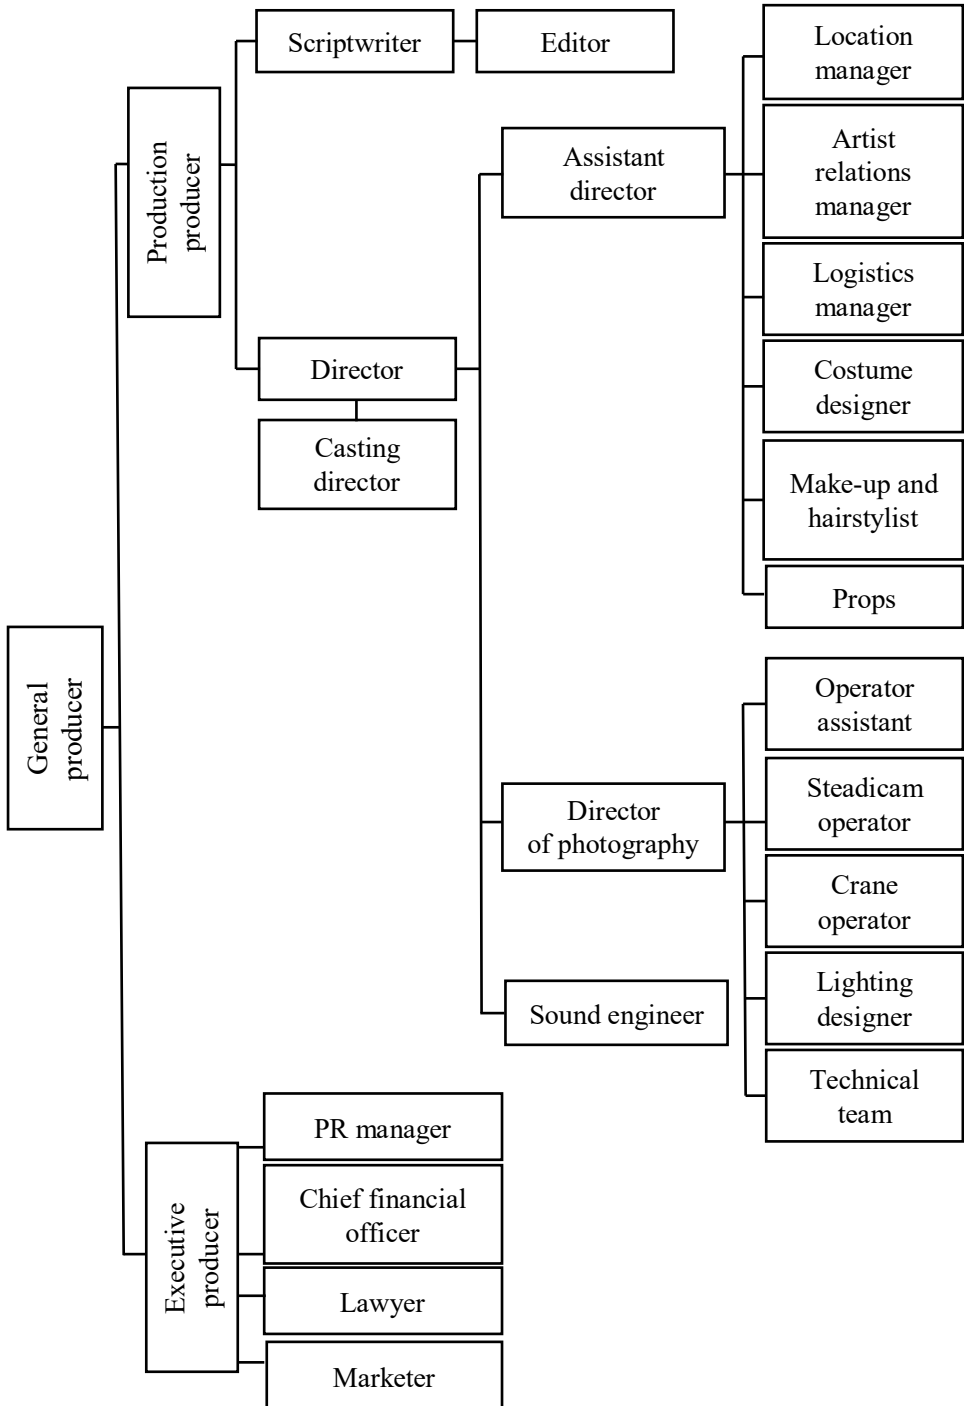 General
producer
Production
producer
Scriptwriter
Editor
Director
Casting
director
Assistant
director
Location
manager
Artist
relations
manager
Logistics
manager
Costume
designer
Make-up and
hairstylist
Props
Director
of photography
Operator
assistant
Steadicam
operator
Crane
operator
Lighting
designer
Technical
team
Sound engineer
Executive
producer
PR manager
Chief financial
officer
Lawyer
Marketer